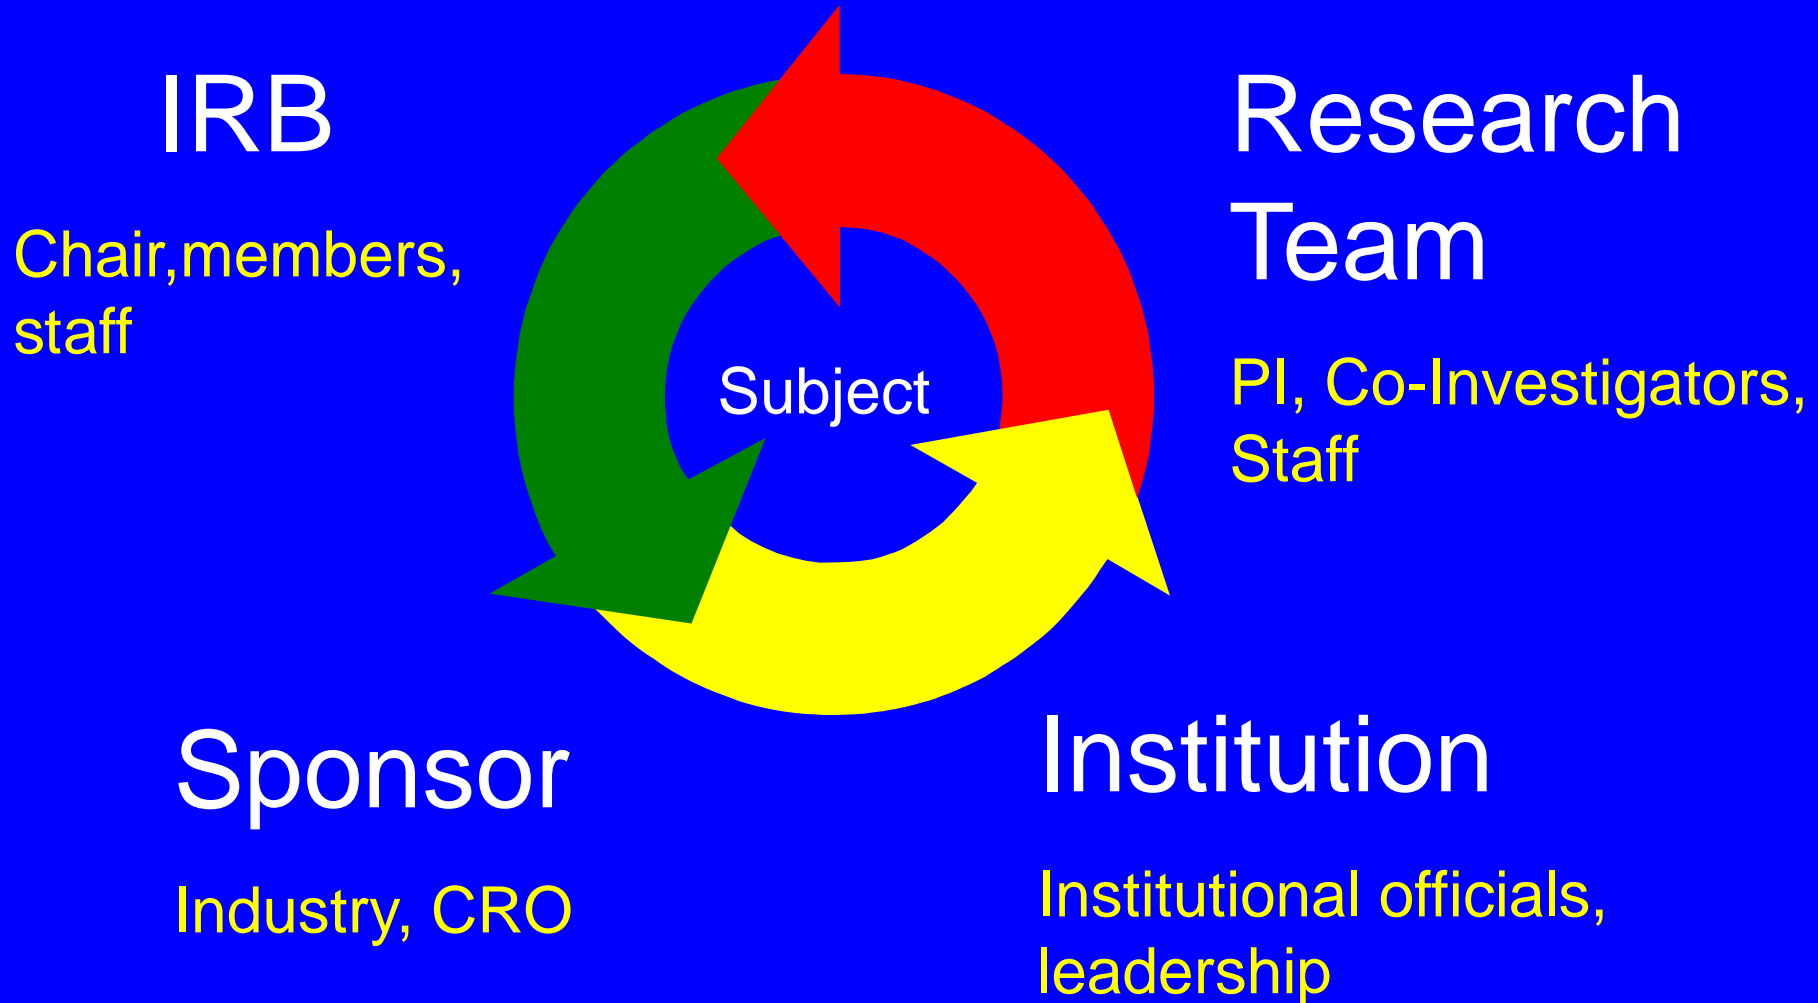 IRB
Chair,members,
staff
Research
Team
PI, Co-Investigators,
Staff
Subject
Sponsor
Industry, CRO
Institution
Institutional officials,
leadership